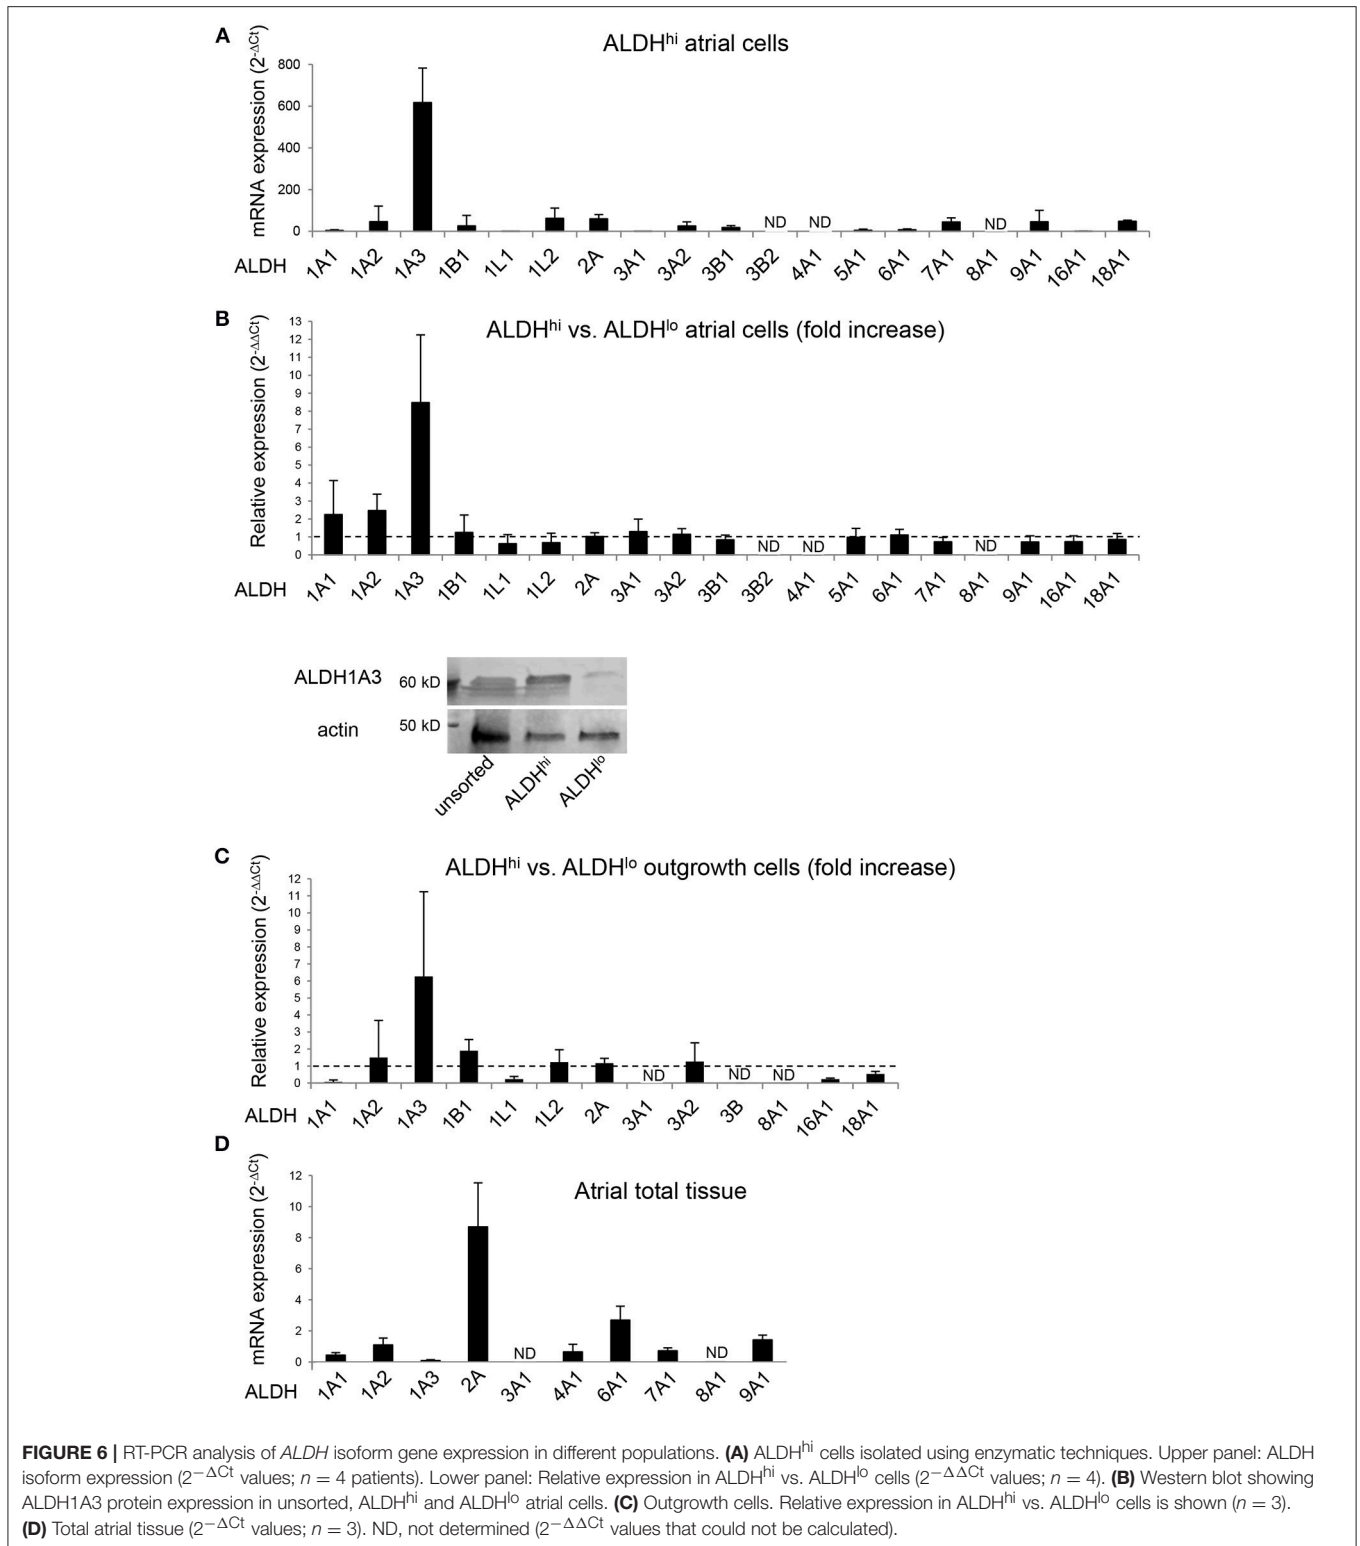 A
ALDHhi atrial cells
mRNA expression (2-ΔCt)
800
600
400
200
0
ND ND ND
ALDH 1A1 1A2 1A3 1B1 1L1 1L2 2A 3A1 3A2 3B1 3B2 4A1 5A1 6A1 7A1 8A1 9A1 16A1 18A1
B
ALDHhi vs. ALDHlo atrial cells (fold increase)
Relative expression (2-ΔΔCt)
13
12
11
10
9
8
7
6
5
4
3
2
1
0
ND ND ND
ALDH 1A1 1A2 1A3 1B1 1L1 1L2 2A 3A1 3A2 3B1 3B2 4A1 5A1 6A1 7A1 8A1 9A1 16A1 18A1
ALDH1A3 60 kD
actin 50 kD
unsorted ALDHhi ALDHlo
C
ALDHhi vs. ALDHlo outgrowth cells (fold increase)
Relative expression (2-ΔΔCt)
12
11
10
9
8
7
6
5
4
3
2
1
0
ND ND ND
ALDH 1A1 1A2 1A3 1B1 1L1 1L2 2A 3A1 3A2 3B 8A1 16A1 18A1
D
Atrial total tissue
mRNA expression (2-ΔCt)
12
10
8
6
4
2
0
ND ND
ALDH 1A1 1A2 1A3 2A 3A1 4A1 6A1 7A1 8A1 9A1
FIGURE 6 | RT-PCR analysis of ALDH isoform gene expression in different populations. (A) ALDHhi cells isolated using enzymatic techniques. Upper panel: ALDH
isoform expression (2−ΔCt values; n = 4 patients). Lower panel: Relative expression in ALDHhi vs. ALDHlo cells (2−ΔΔCt values; n = 4). (B) Western blot showing
ALDH1A3 protein expression in unsorted, ALDHhi and ALDHlo atrial cells. (C) Outgrowth cells. Relative expression in ALDHhi vs. ALDHlo cells is shown (n = 3).
(D) Total atrial tissue (2−ΔCt values; n = 3). ND, not determined (2−ΔΔCt values that could not be calculated).